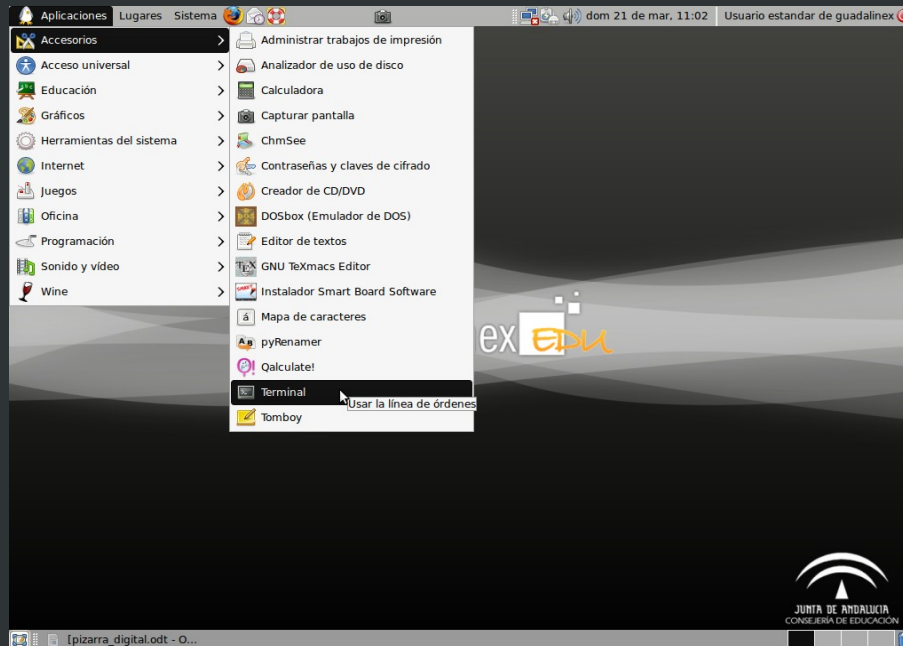 Aplicaciones Lugares Sistema dom 21 de mar, 11:02 Usuario estandar de guadalinex
Accesorios
Acceso universal
Educación
Gráficos
Herramientas del sistema
Internet
Juegos
Oficina
Programación
Sonido y vídeo
Wine
Administrar trabajos de impresión
Analizador de uso de disco
Calculadora
Capturar pantalla
ChmSee
Contraseñas y claves de cifrado
Creador de CD/DVD
DOSbox (Emulador de DOS)
Editor de textos
GNU TeXmacs Editor
Instalador Smart Board Software
Mapa de caracteres
pyRenamer
Qalculate!
Terminal
Usar la línea de órdenes
Tomboy
ex EDU
JUNTA DE ANDALUCIA
CONSEJERÍA DE EDUCACIÓN
[pizarra_digital.odt - O...